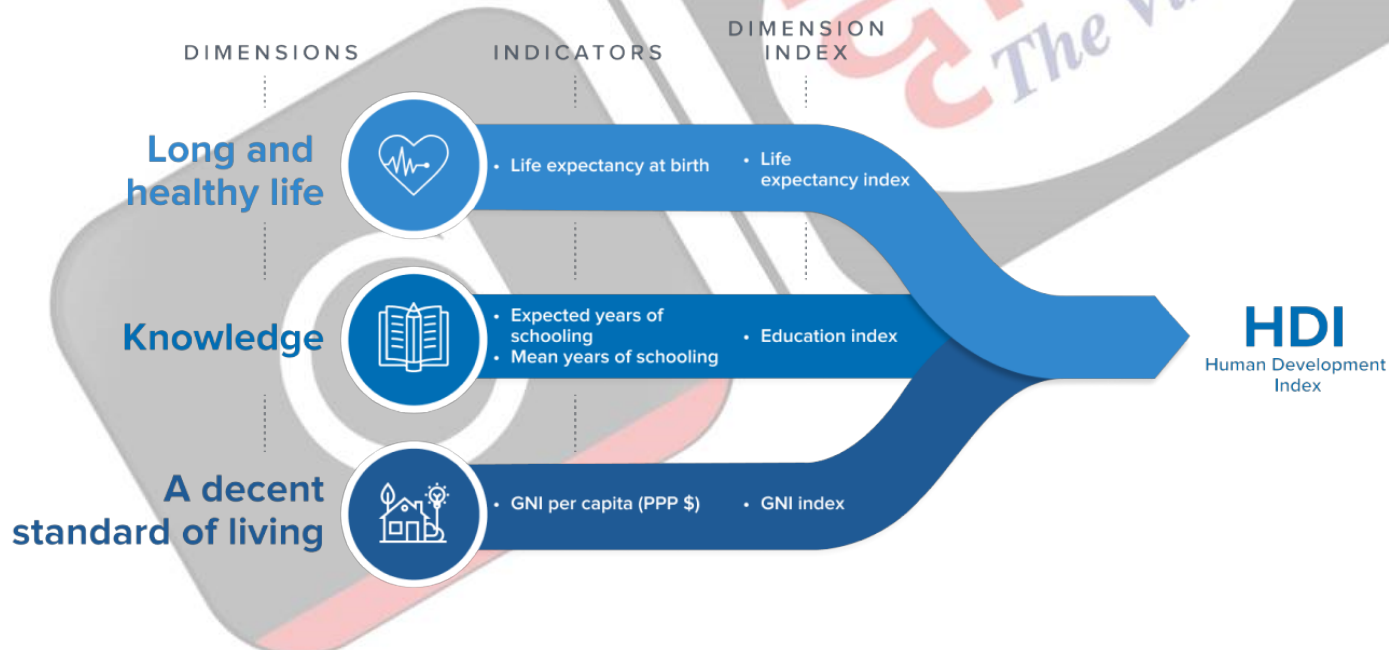 DIMENSIONS
INDICATORS
DIMENSION
INDEX
Long and
healthy life
• Life expectancy at birth
• Life
expectancy index
Knowledge
• Expected years of
schooling
• Mean years of schooling
• Education index
HDI
Human Development
Index
A decent
standard of living
• GNI per capita (PPP $)
• GNI index
The